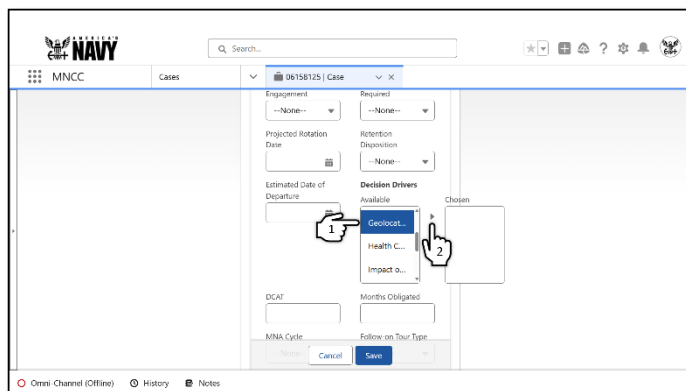 AMERICA'S
NAVY
Search...
MNCC
Cases
06158125 | Case
Engagement
Required
--None--
--None--
Projected Rotation
Date
Retention
Disposition
--None--
Estimated Date of
Departure
Decision Drivers
Available
Chosen
Geolocat...
1
Health C...
2
Impact o...
DCAT
Months Obligated
MNA Cycle
Follow-on Tour Type
--None--
Cancel
Save
Omni-Channel (Offline)
History
Notes